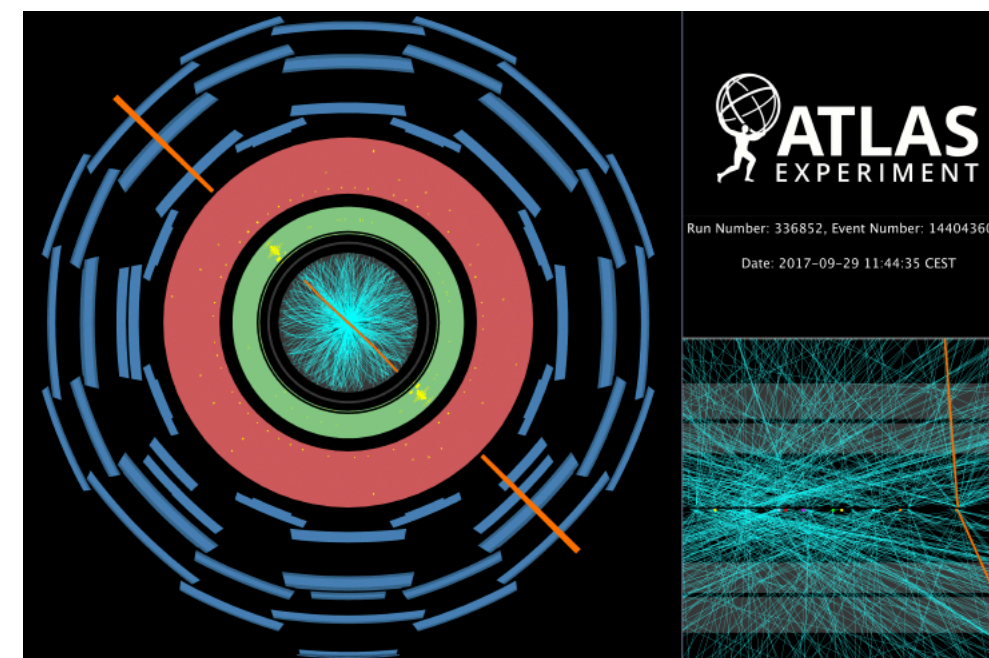 ATLAS
EXPERIMENT
Run Number: 336852, Event Number: 14404360
Date: 2017-09-29 11:44:35 CEST